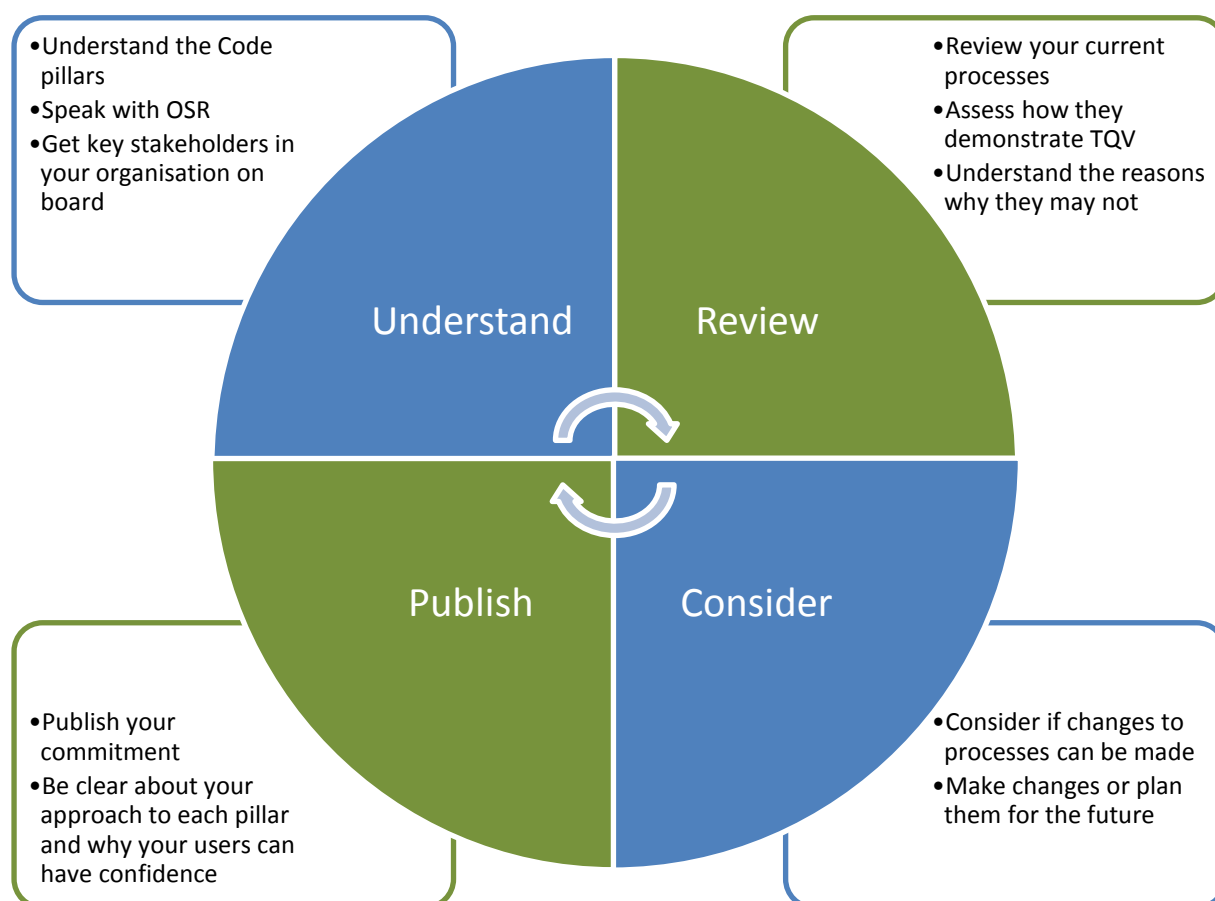 •Understand the Code
pillars
•Speak with OSR
•Get key stakeholders in
your organisation on
board
•Review your current
processes
•Assess how they
demonstrate TQV
•Understand the reasons
why they may not
Understand
Review
Publish
Consider
•Publish your
commitment
•Be clear about your
approach to each pillar
and why your users can
have confidence
•Consider if changes to
processes can be made
•Make changes or plan
them for the future